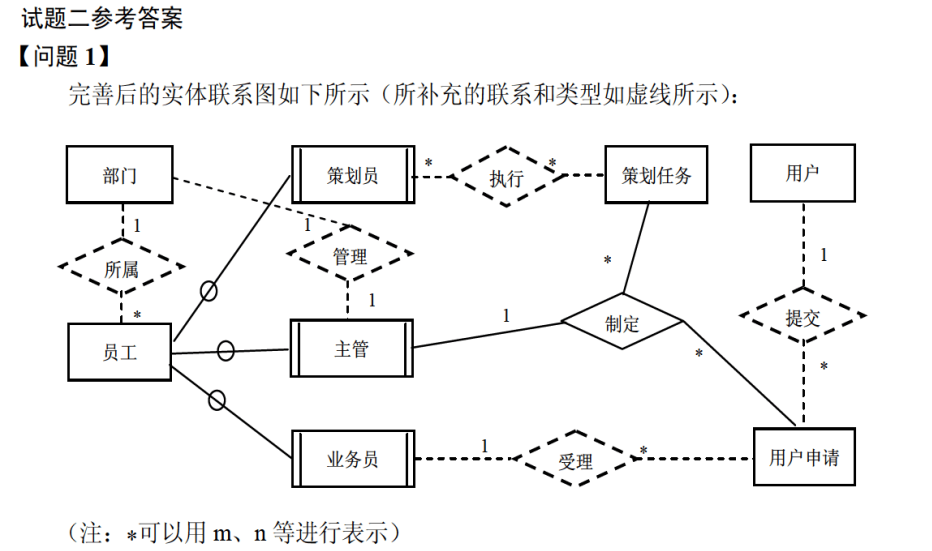 试题二参考答案
【问题 1】
完善后的实体联系图如下所示（所补充的联系和类型如虚线所示）：
部门
策划员
*
执行
*
策划任务
用户
1
所属
*
1
管理
1
*
1
提交
*
员工
主管
1
制定
*
业务员
1
受理
*
用户申请
（注：*可以用 m、n 等进行表示）